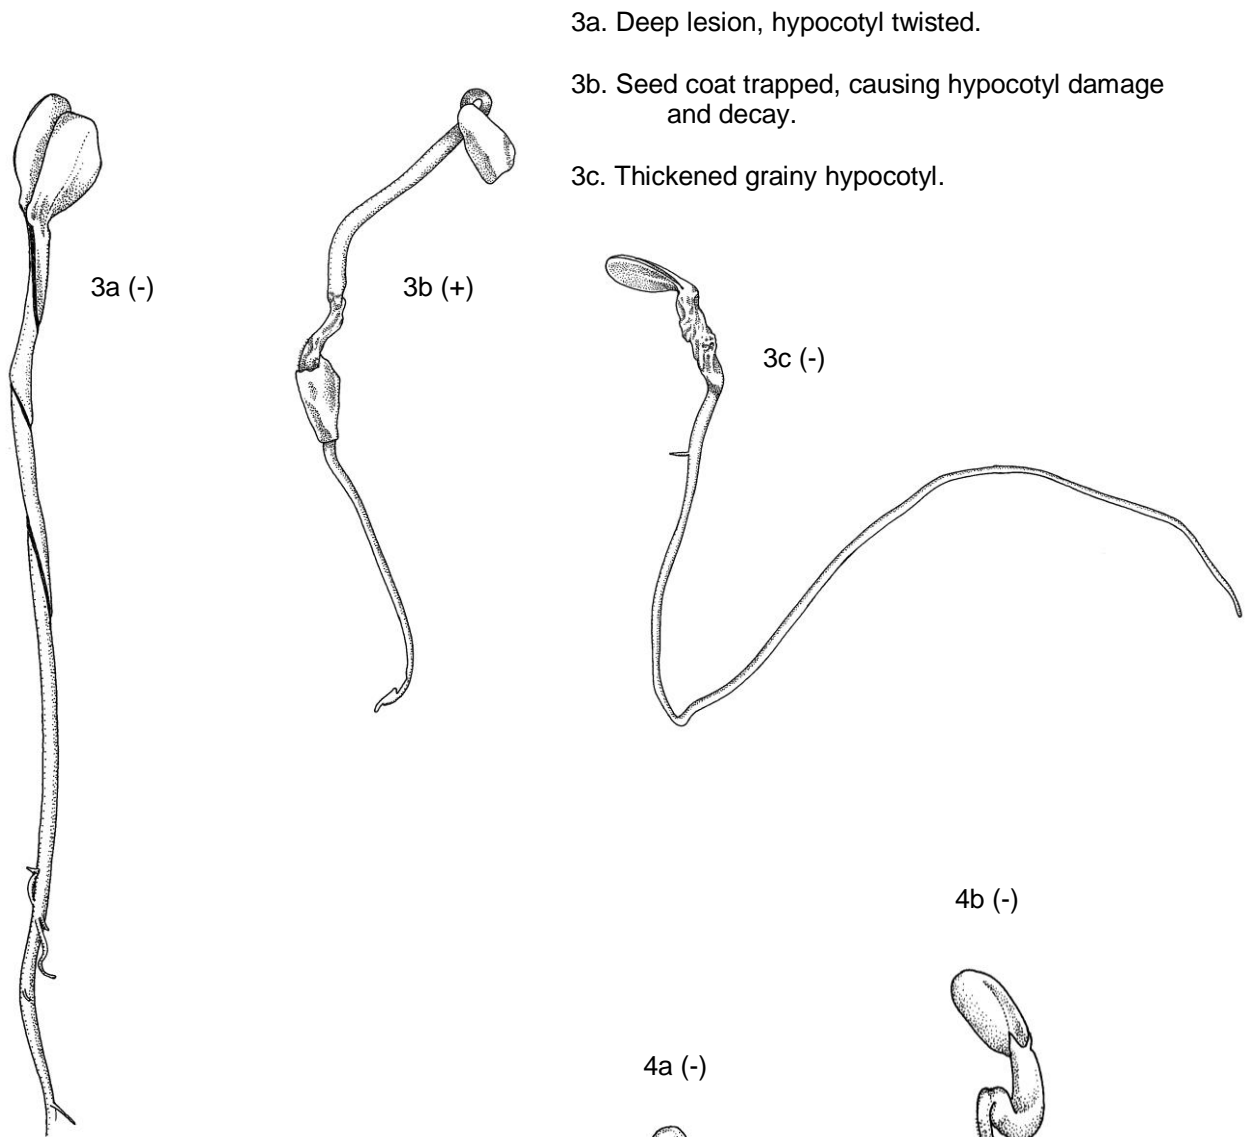 3a. Deep lesion, hypocotyl twisted.
3b. Seed coat trapped, causing hypocotyl damage
and decay.
3c. Thickened grainy hypocotyl.
3a (-)
3b (+)
3c (-)
4b (-)
4a (-)